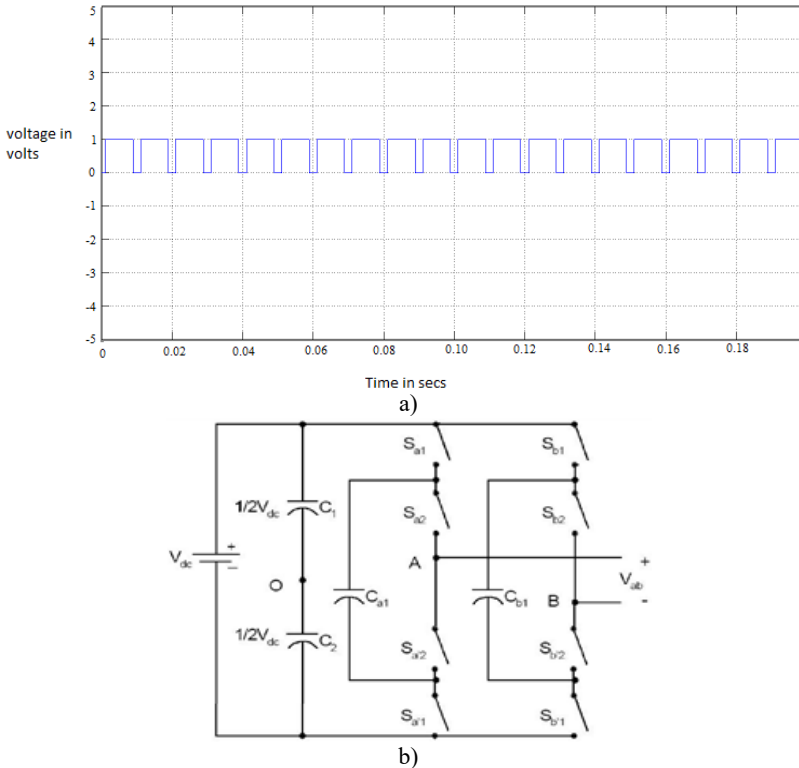 5
4
3
2
voltage in
volts
1
0
-1
-2
-3
-4
-5
0 0.02 0.04 0.06 0.08 0.10 0.12 0.14 0.16 0.18
Time in secs
a)
Sa1 Sb1
1/2Vdc C1 Sa2 Sb2
Vdc + - A Vab + -
O Ca1 Cb1 B
1/2Vdc C2 Sa'2 Sb'2
Sa'1 Sb'1
b)